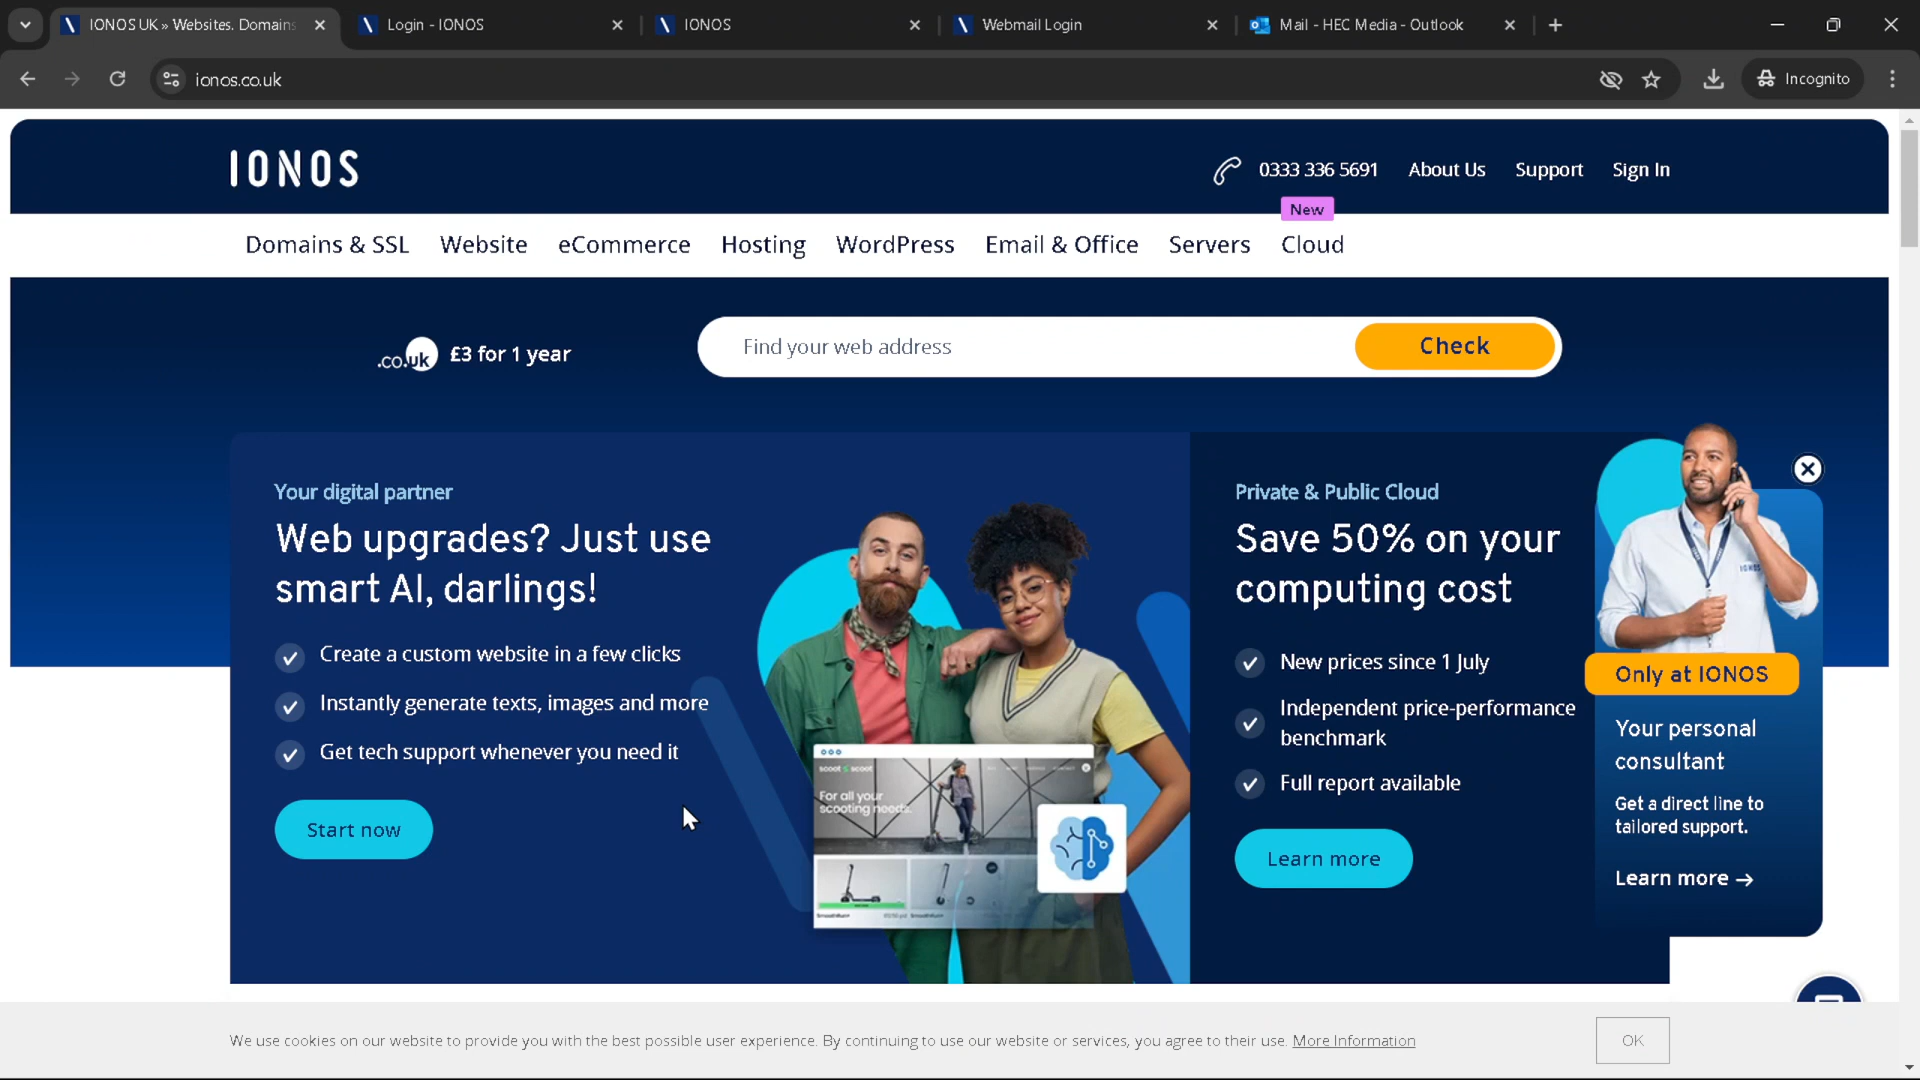 IONOS UK » Websites. Domains
Login - IONOS
IONOS
Webmail Login
Mail - HEC Media - Outlook
ionos.co.uk
Incognito
IONOS
0333 336 5691
About Us
Support
Sign In
New
Domains & SSL
Website
eCommerce
Hosting
WordPress
Email & Office
Servers
Cloud
.co.uk
£3 for 1 year
Find your web address
Check
Your digital partner
Web upgrades? Just use
smart AI, darlings!
Create a custom website in a few clicks
Instantly generate texts, images and more
Get tech support whenever you need it
Start now
scoot scoot
For all your
scooting needs.
Private & Public Cloud
Save 50% on your
computing cost
New prices since 1 July
Independent price-performance
benchmark
Full report available
Learn more
IONOS
Only at IONOS
Your personal
consultant
Get a direct line to
tailored support.
Learn more →
We use cookies on our website to provide you with the best possible user experience. By continuing to use our website or services, you agree to their use. More Information
OK